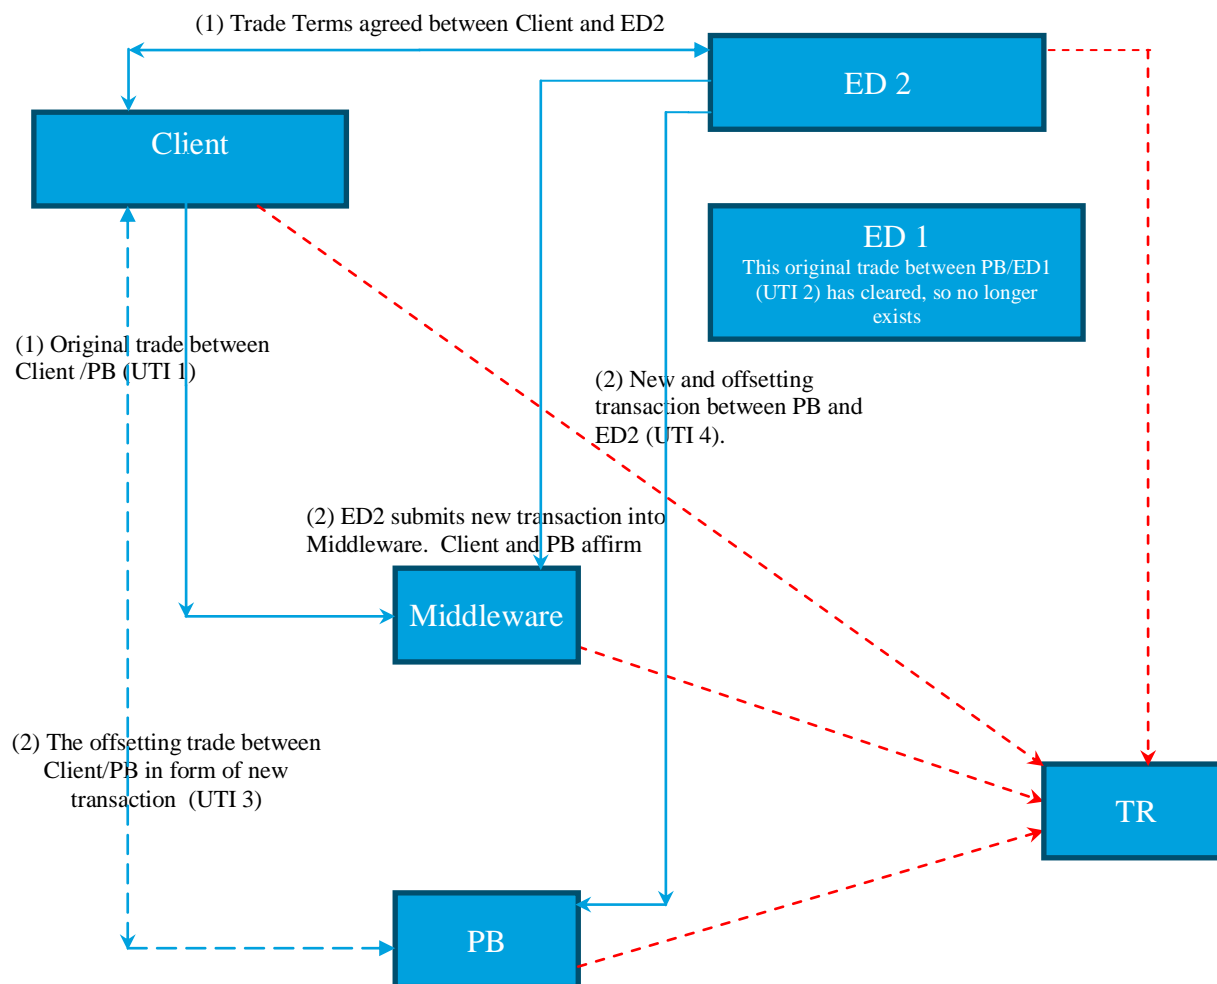 (1) Trade Terms agreed between Client and ED2
ED 2
Client
ED 1
This original trade between PB/ED1
(UTI 2) has cleared, so no longer
exists
(1) Original trade between
Client /PB (UTI 1)
(2) New and offsetting
transaction between PB and
ED2 (UTI 4).
(2) ED2 submits new transaction into
Middleware.  Client and PB affirm
Middleware
(2) The offsetting trade between
Client/PB in form of new
transaction  (UTI 3)
TR
PB